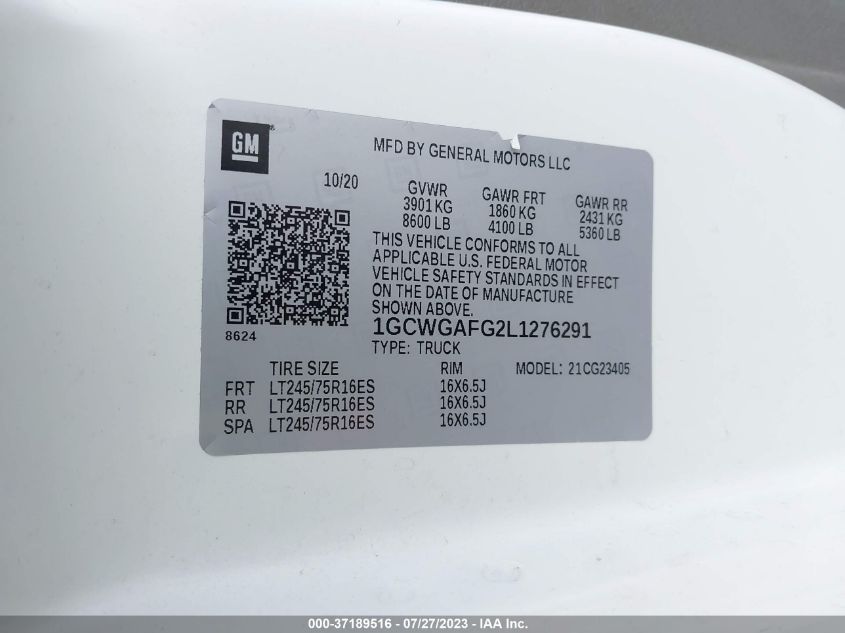 GM
MFD BY GENERAL MOTORS LLC
10/20
GVWR
3901 KG
8600 LB
GAWR FRT
1860 KG
4100 LB
GAWR RR
2431 KG
5360 LB
THIS VEHICLE CONFORMS TO ALL
APPLICABLE U.S. FEDERAL MOTOR
VEHICLE SAFETY STANDARDS IN EFFECT
ON THE DATE OF MANUFACTURE
SHOWN ABOVE.
8624
1GCWGAFG2L1276291
TYPE: TRUCK
TIRE SIZE RIM MODEL: 21CG23405
FRT LT245/75R16ES 16X6.5J
RR LT245/75R16ES 16X6.5J
SPA LT245/75R16ES 16X6.5J
000-37189516 - 07/27/2023 - IAA Inc.